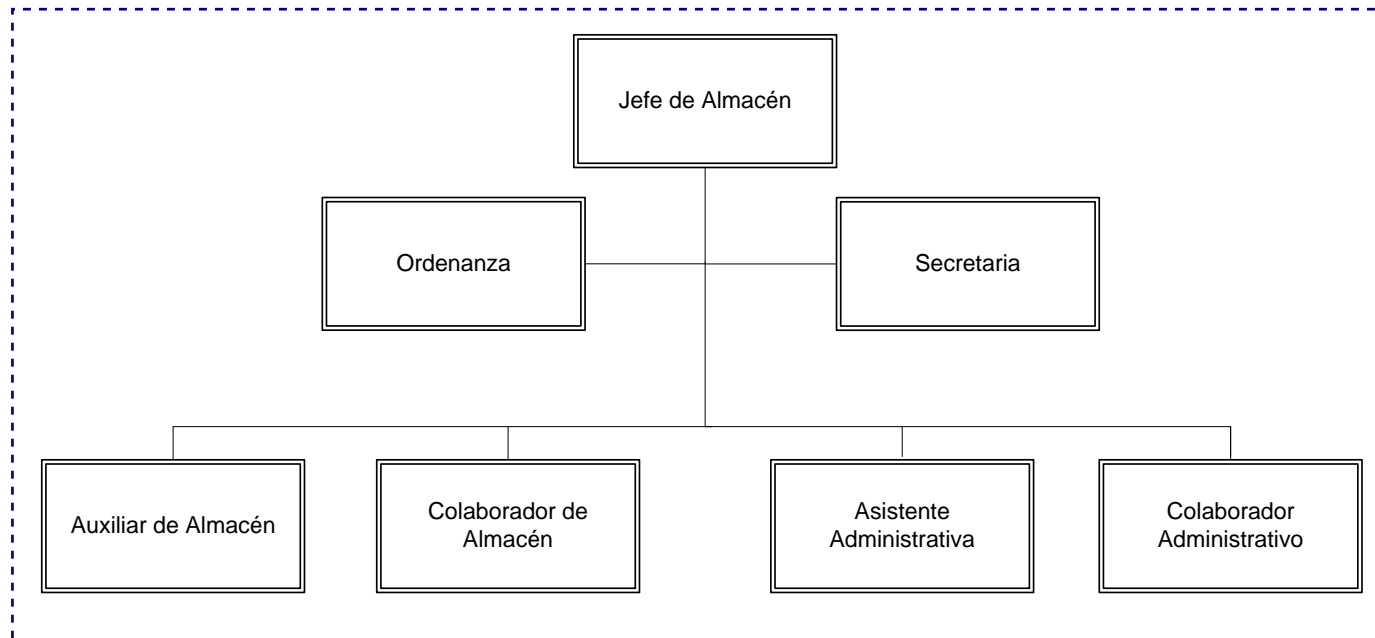 Jefe de Almacén
Ordenanza
Secretaria
Auxiliar de Almacén
Colaborador de
Almacén
Asistente
Administrativa
Colaborador
Administrativo